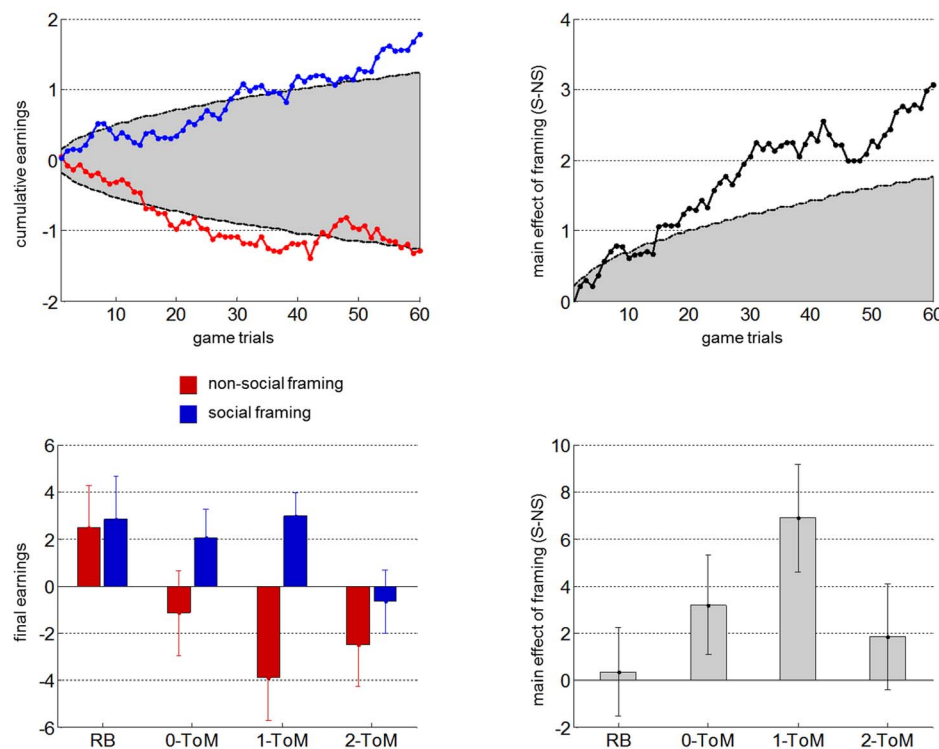 2
1
0
-1
-2
cumulative earnings
10 20 30 40 50 60
game trials
4
3
2
1
0
main effect of framing (S-NS)
10 20 30 40 50 60
game trials
non-social framing
social framing
6
4
2
0
-2
-4
-6
final earnings
RB 0-ToM 1-ToM 2-ToM
10
8
6
4
2
0
-2
main effect of framing (S-NS)
RB 0-ToM 1-ToM 2-ToM